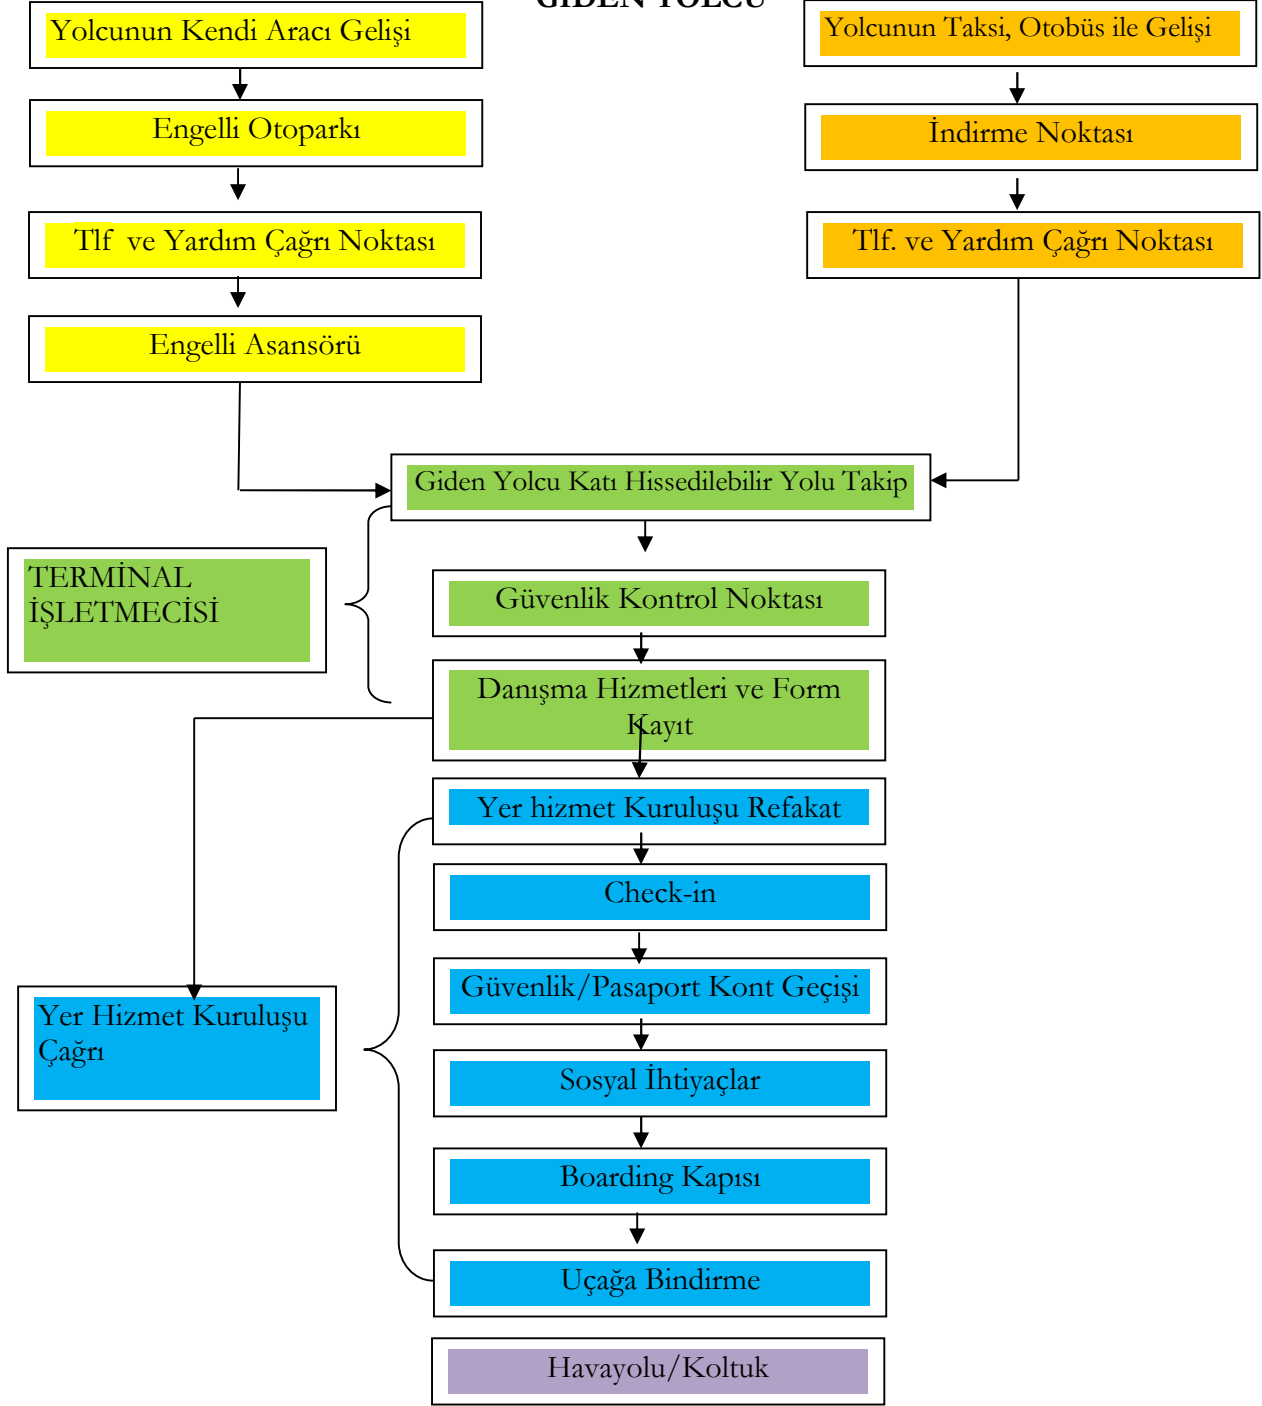 GİDEN YOLCU
Yolcunun Kendi Aracı Gelişi
Yolcunun Taksi, Otobüs ile Gelişi
Engelli Otoparkı
İndirme Noktası
Tlf ve Yardım Çağrı Noktası
Tlf. ve Yardım Çağrı Noktası
Engelli Asansörü
Giden Yolcu Katı Hissedilebilir Yolu Takip
TERMİNAL
İŞLETMECİSİ
Güvenlik Kontrol Noktası
Danışma Hizmetleri ve Form
Kayıt
Yer hizmet Kuruluşu Refakat
Check-in
Güvenlik/Pasaport Kont Geçişi
Yer Hizmet Kuruluşu
Çağrı
Sosyal İhtiyaçlar
Boarding Kapısı
Uçağa Bindirme
Havayolu/Koltuk